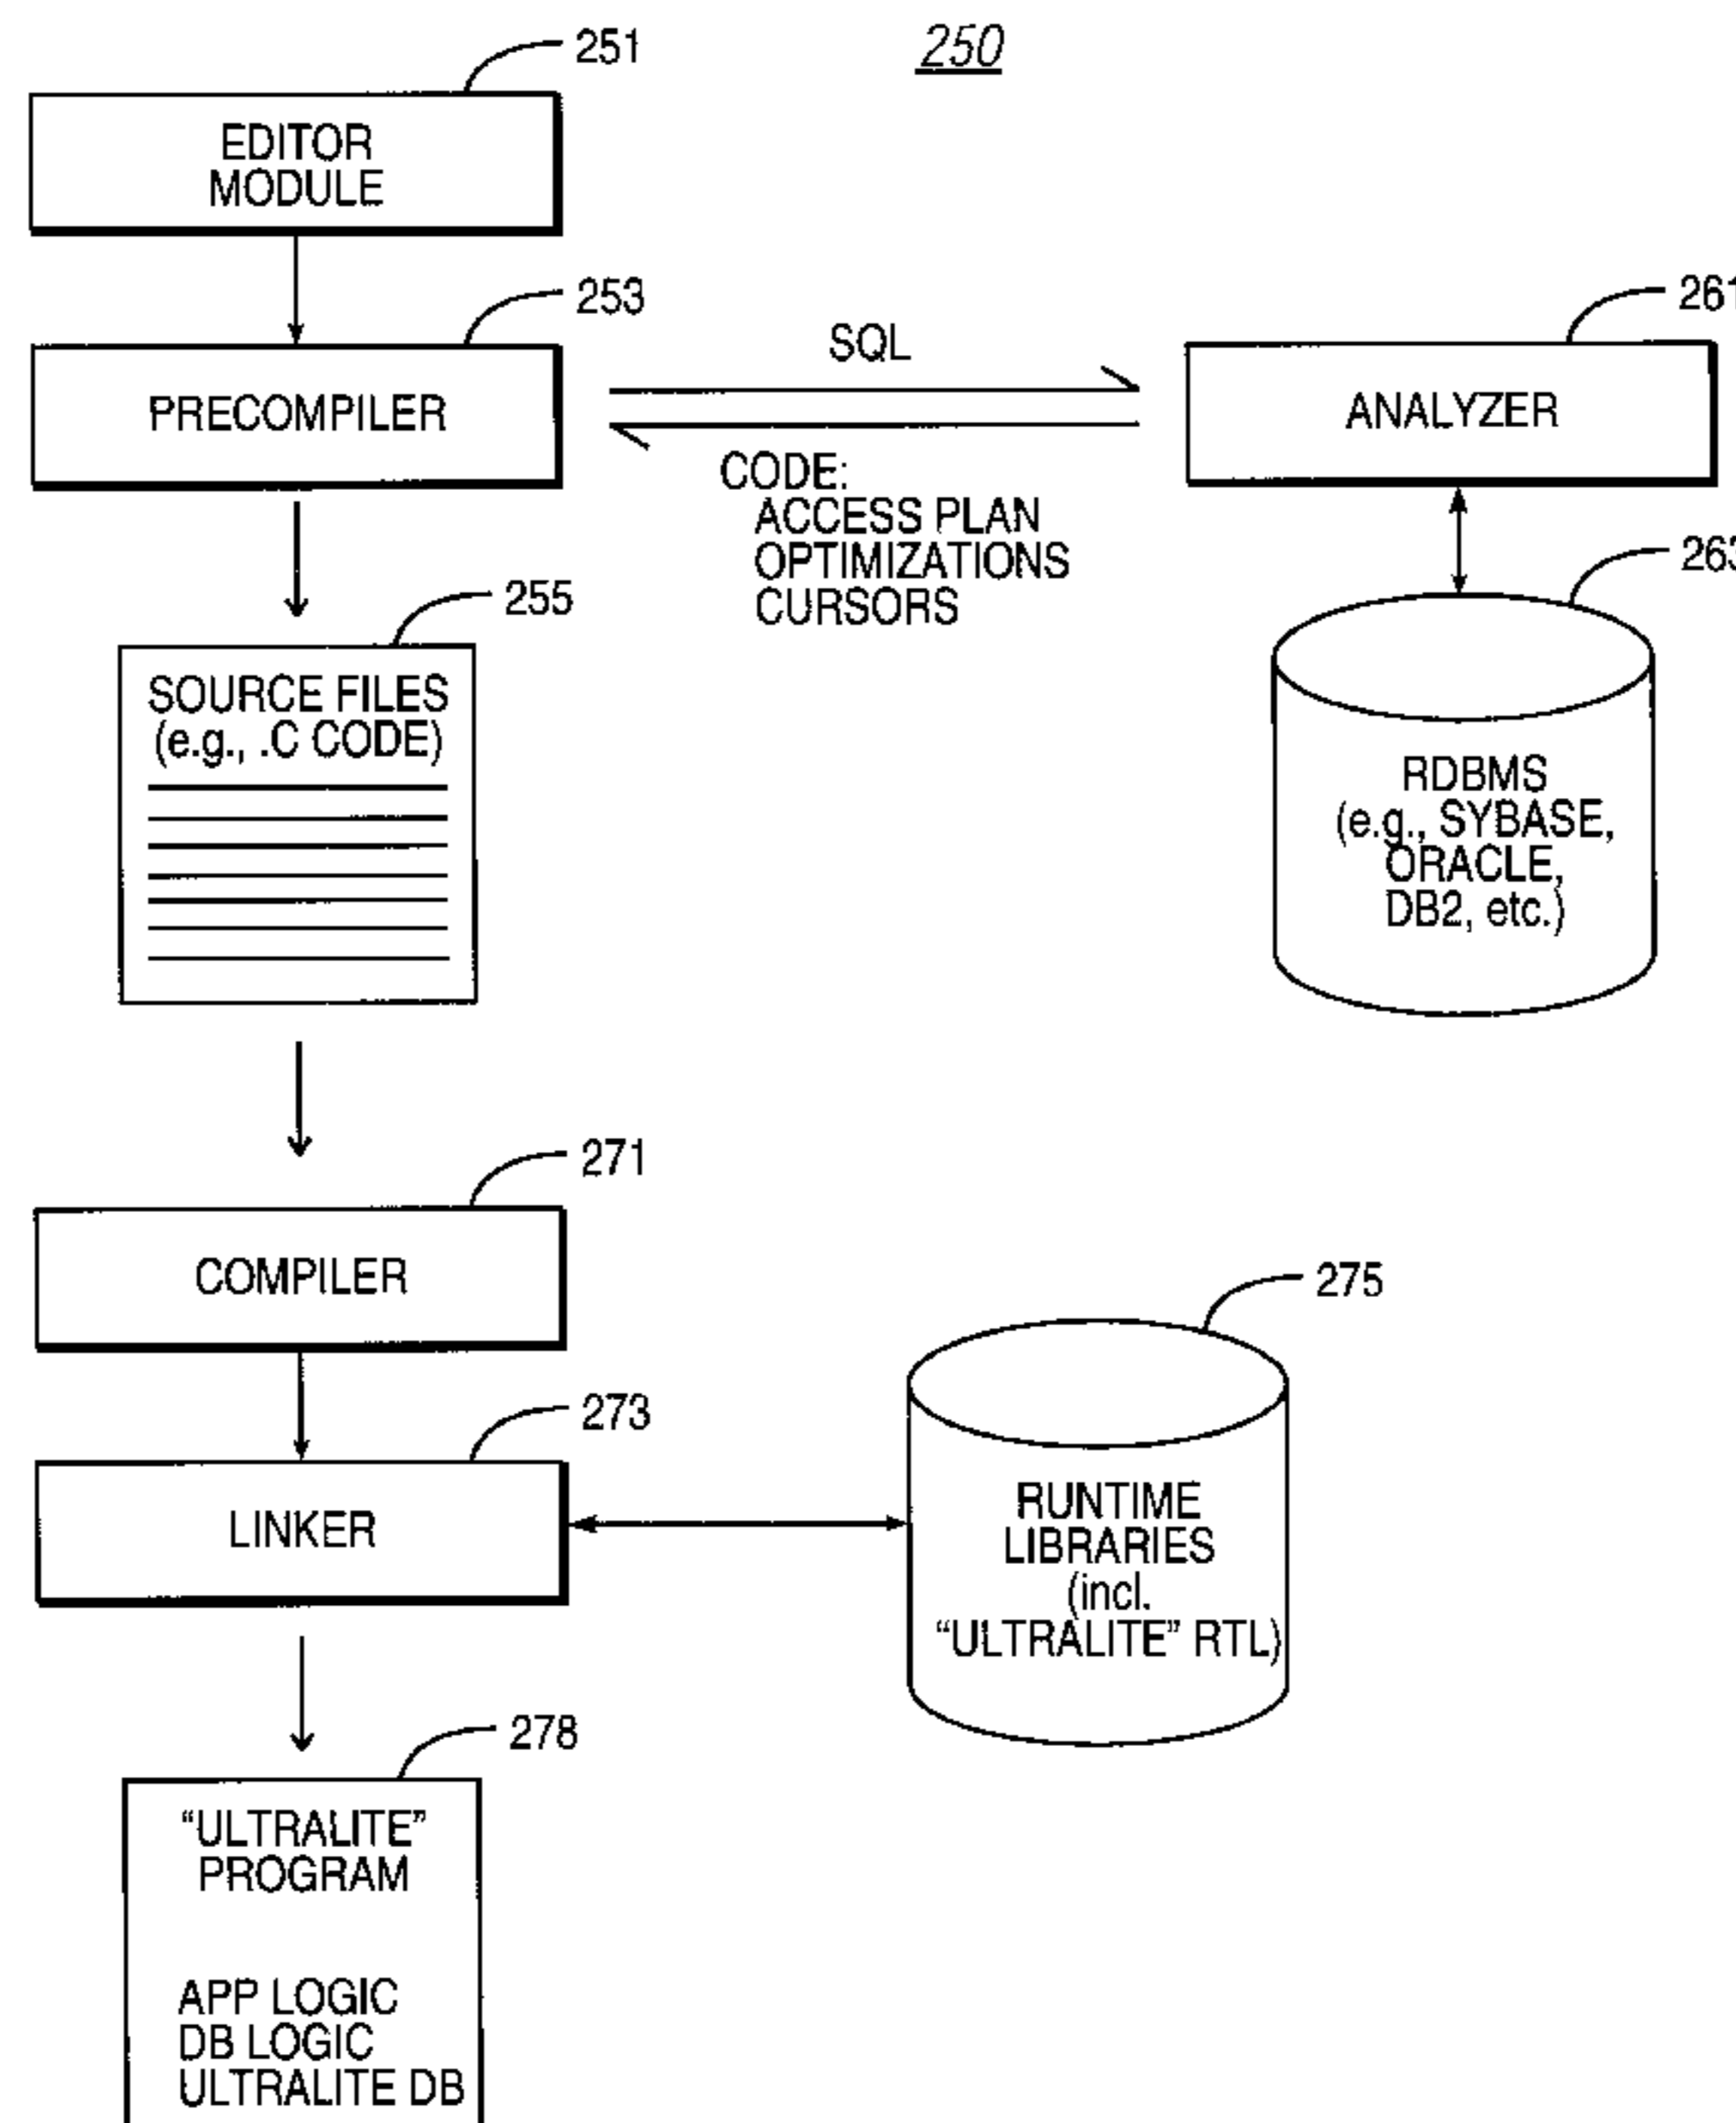 250
251
EDITOR
MODULE
253
PRECOMPILER
SQL
CODE:
ACCESS PLAN
OPTIMIZATIONS
CURSORS
261
ANALYZER
263
RDBMS
(e.g., SYBASE,
ORACLE,
DB2, etc.)
255
SOURCE FILES
(e.g., .C CODE)
271
COMPILER
273
LINKER
275
RUNTIME
LIBRARIES
(incl.
“ULTRALITE” RTL)
278
“ULTRALITE”
PROGRAM
APP LOGIC
DB LOGIC
ULTRALITE DB